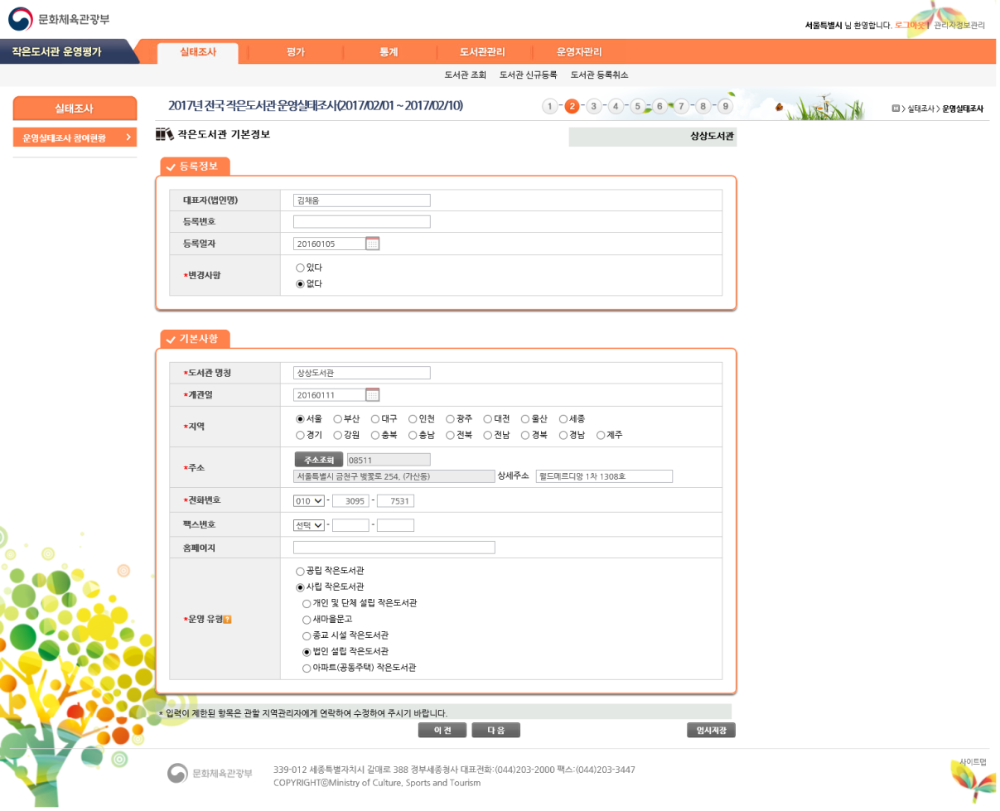 문화체육관광부
서울특별시 님 환영합니다. 로그아웃 | 관리자정보관리
작은도서관 운영평가
실태조사 평가 통계 도서관관리 운영자관리
도서관 조회 도서관 신규등록 도서관 등록취소
실태조사
운영실태조사 참여현황 >
2017년 전국 작은도서관 운영실태조사(2017/02/01 ~ 2017/02/10)
1 - 2 - 3 - 4 - 5 - 6 - 7 - 8 - 9
> 실태조사 > 운영실태조사
작은도서관 기본정보
상상도서관
등록정보
대표자(법인명) 김채움
등록번호
등록일자 20160105
*변경사항
있다
없다
기본사항
*도서관 명칭 상상도서관
*개관일 20160111
*지역
서울 부산 대구 인천 광주 대전 울산 세종
경기 강원 충북 충남 전북 전남 경북 경남 제주
*주소
주소조회 08511
서울특별시 금천구 벚꽃로 254, (가산동) 상세주소 월드메르디앙 1차 1308호
*전화번호 010 - 3095 - 7531
팩스번호 선택 - -
홈페이지
*운영 유형?
공립 작은도서관
사립 작은도서관
개인 및 단체 설립 작은도서관
새마을문고
종교 시설 작은도서관
법인 설립 작은도서관
아파트(공동주택) 작은도서관
* 입력이 제한된 항목은 관할 지역관리자에게 연락하여 수정하여 주시기 바랍니다.
이 전 다 음 임시저장
사이트맵
문화체육관광부
339-012 세종특별자치시 갈매로 388 정부세종청사 대표전화:(044)203-2000 팩스:(044)203-3447
COPYRIGHTⓒMinistry of Culture, Sports and Tourism